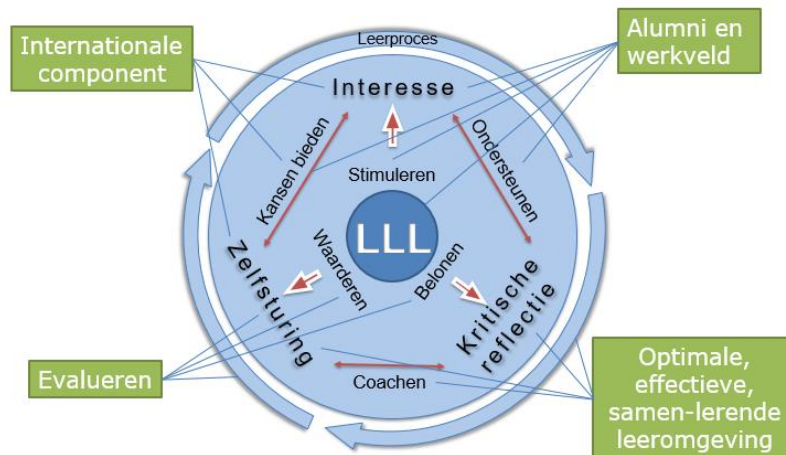 Internationale
component
Leerproces
Alumni en
werkveld
Interesse
Kansen bieden
Ondersteunen
Stimuleren
LLL
Waarderen
Belonen
Zelfsturing
Kritische
reflectie
Coachen
Evalueren
Optimale,
effectieve,
samen-lerende
leeromgeving